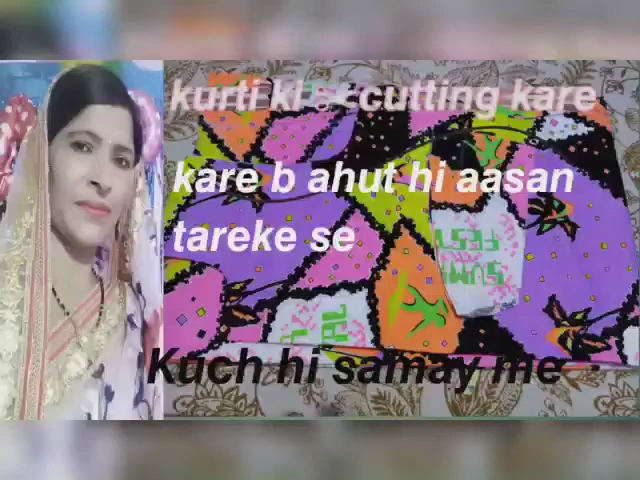 kurti ki cutting kare
kare b ahut hi aasan
tareke se
Kuch hi samay me